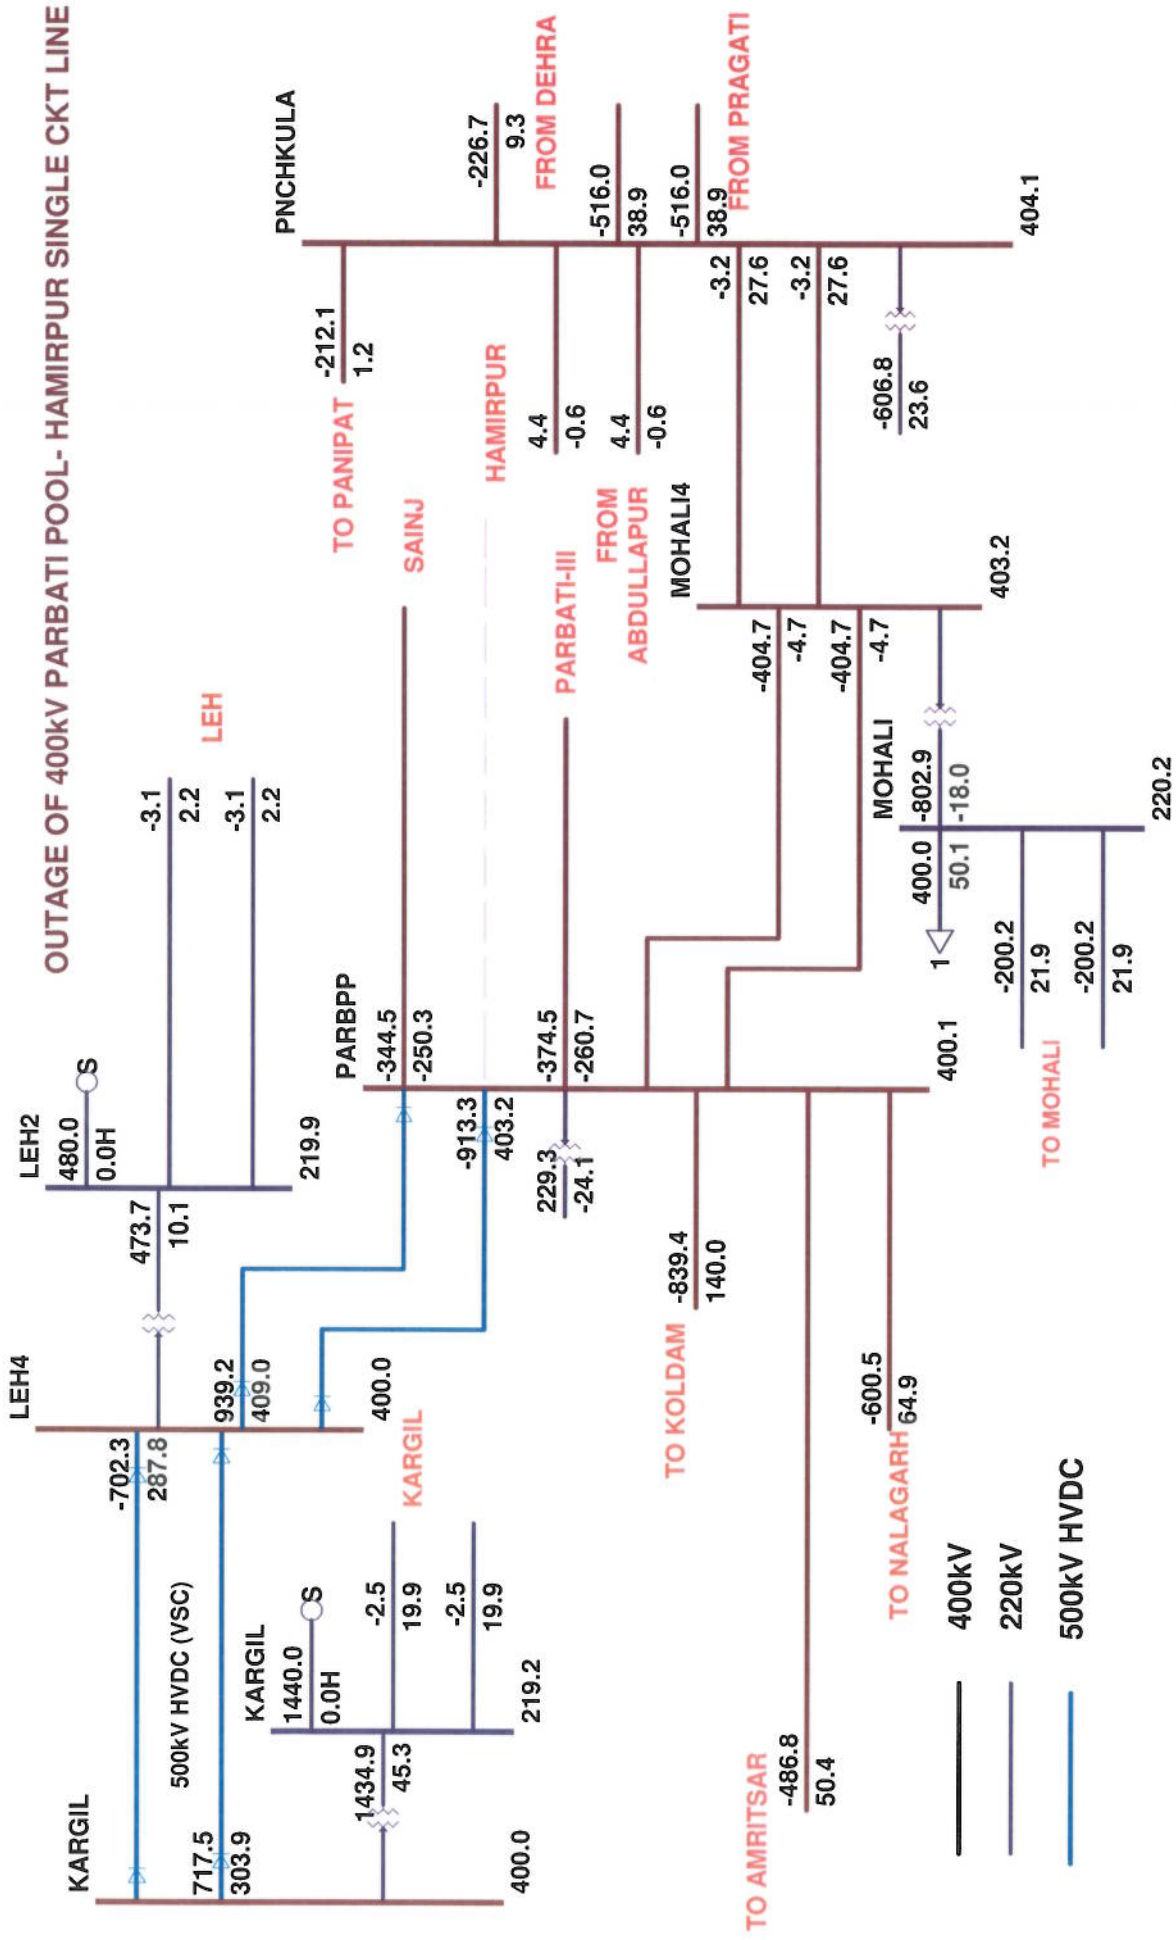 OUTAGE OF 400kV PARBATI POOL- HAMIRPUR SINGLE CKT LINE
KARGIL
717.5
303.9
500kV HVDC (VSC)
-702.3
287.8
400.0
1434.9
45.3
KARGIL
1440.0
0.0H
S
-2.5
19.9
-2.5
19.9
219.2
KARGIL
LEH4
939.2
409.0
400.0
473.7
10.1
LEH2
480.0
0.0H
S
-3.1
2.2
-3.1
2.2
219.9
LEH
PARBPP
-344.5
-250.3
SAINJ
-913.3
403.2
HAMIRPUR
229.3
-24.1
-374.5
-260.7
PARBATI-III
400.1
TO KOLDAM
-839.4
140.0
TO AMRITSAR
-486.8
50.4
TO NALAGARH
-600.5
64.9
MOHALI4
-404.7
-4.7
-404.7
-4.7
403.2
MOHALI
-802.9
-18.0
400.0
50.1
1
-200.2
21.9
-200.2
21.9
220.2
TO MOHALI
PNCHKULA
-212.1
1.2
TO PANIPAT
-226.7
9.3
FROM DEHRA
4.4
-0.6
4.4
-0.6
FROM
ABDULLAPUR
-516.0
38.9
-516.0
38.9
FROM PRAGATI
-3.2
27.6
-3.2
27.6
-606.8
23.6
404.1
400kV
220kV
500kV HVDC